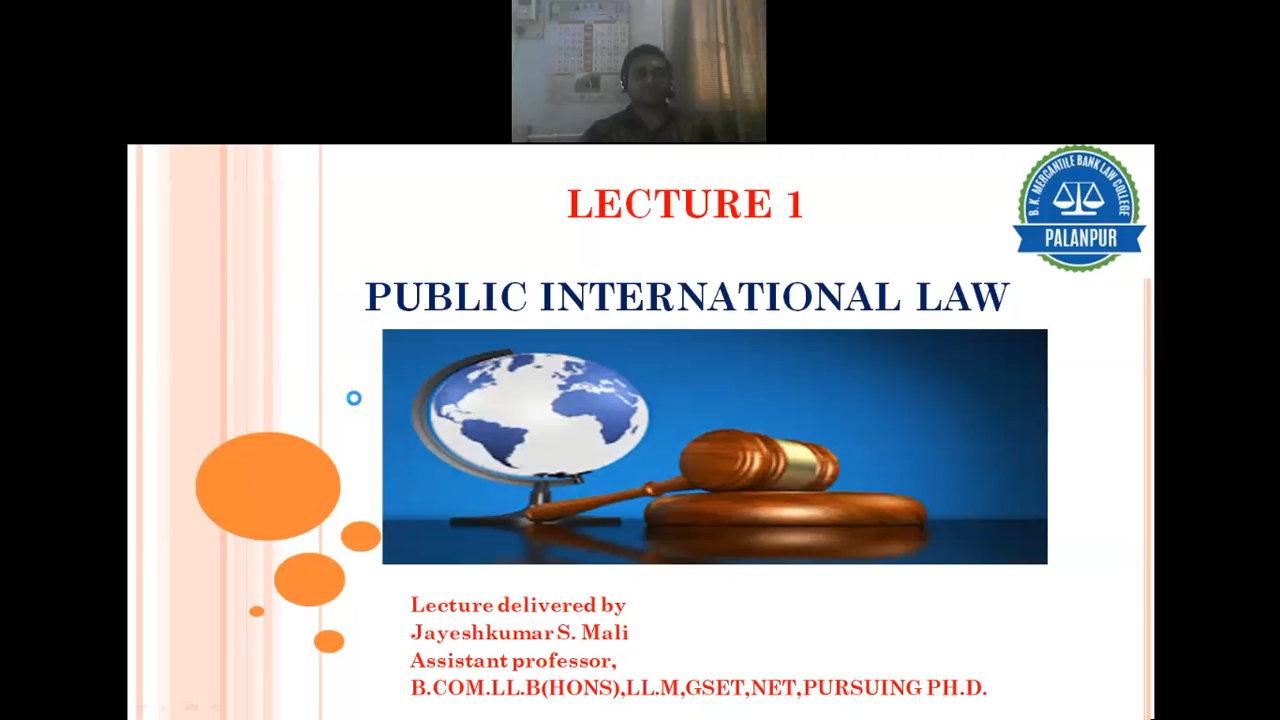 LECTURE 1
B. K. MERCANTILE BANK LAW COLLEGE
PALANPUR
PUBLIC INTERNATIONAL LAW
Lecture delivered by
Jayeshkumar S. Mali
Assistant professor,
B.COM.LL.B(HONS),LL.M,GSET,NET,PURSUING PH.D.